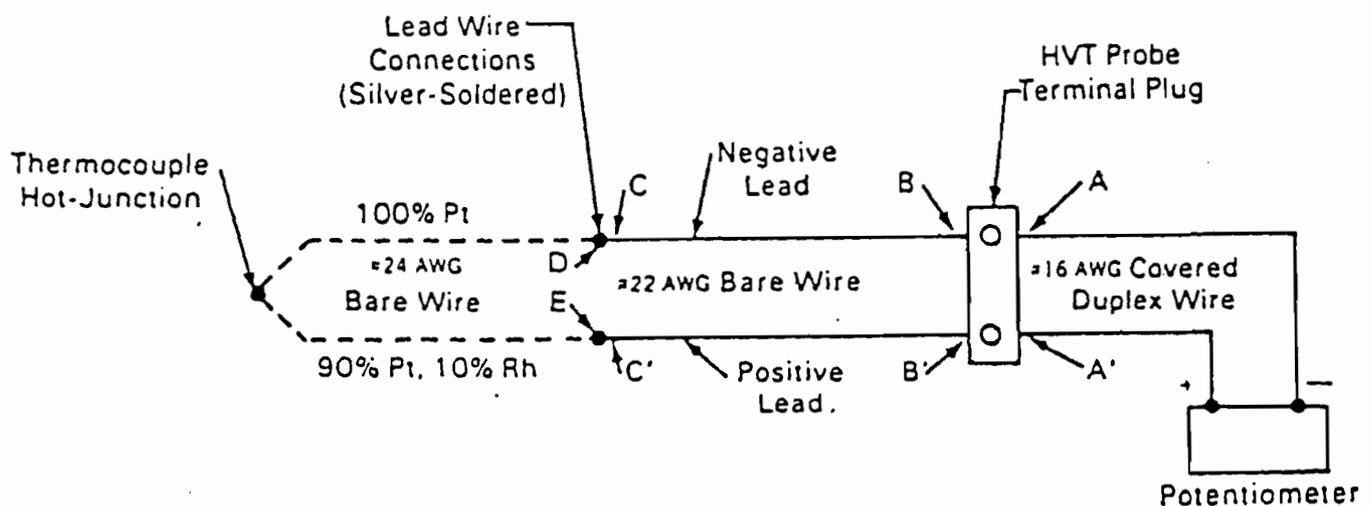 Lead Wire
Connections
(Silver-Soldered)
HVT Probe
Terminal Plug
Thermocouple
Hot-Junction
Negative
Lead
C
B
A
100% Pt
D
#24 AWG
Bare Wire
#22 AWG Bare Wire
#16 AWG Covered
Duplex Wire
E
90% Pt, 10% Rh
C'
Positive
Lead.
B'
A'
+
—
Potentiometer